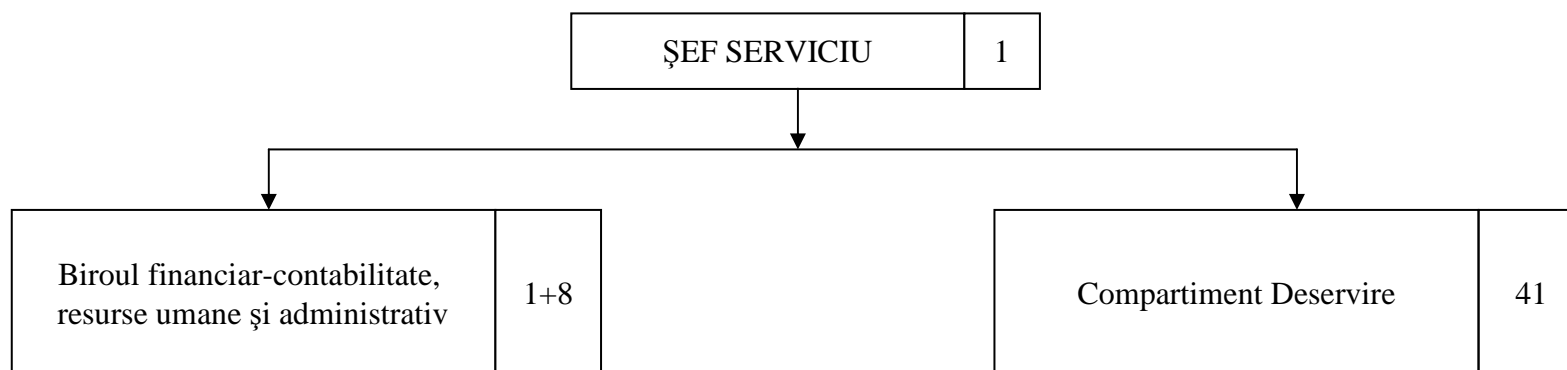 ŞEF SERVICIU 1
Biroul financiar-contabilitate,
resurse umane şi administrativ
1+8
Compartiment Deservire 41